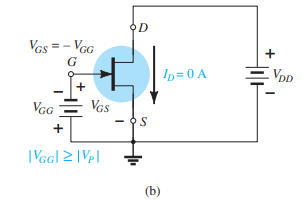 D
V_GS = – V_GG
G
I_D = 0 A
+
V_DD
–
– +
V_GG V_GS
+ – S
|V_GG| ≥ |V_P|
(b)